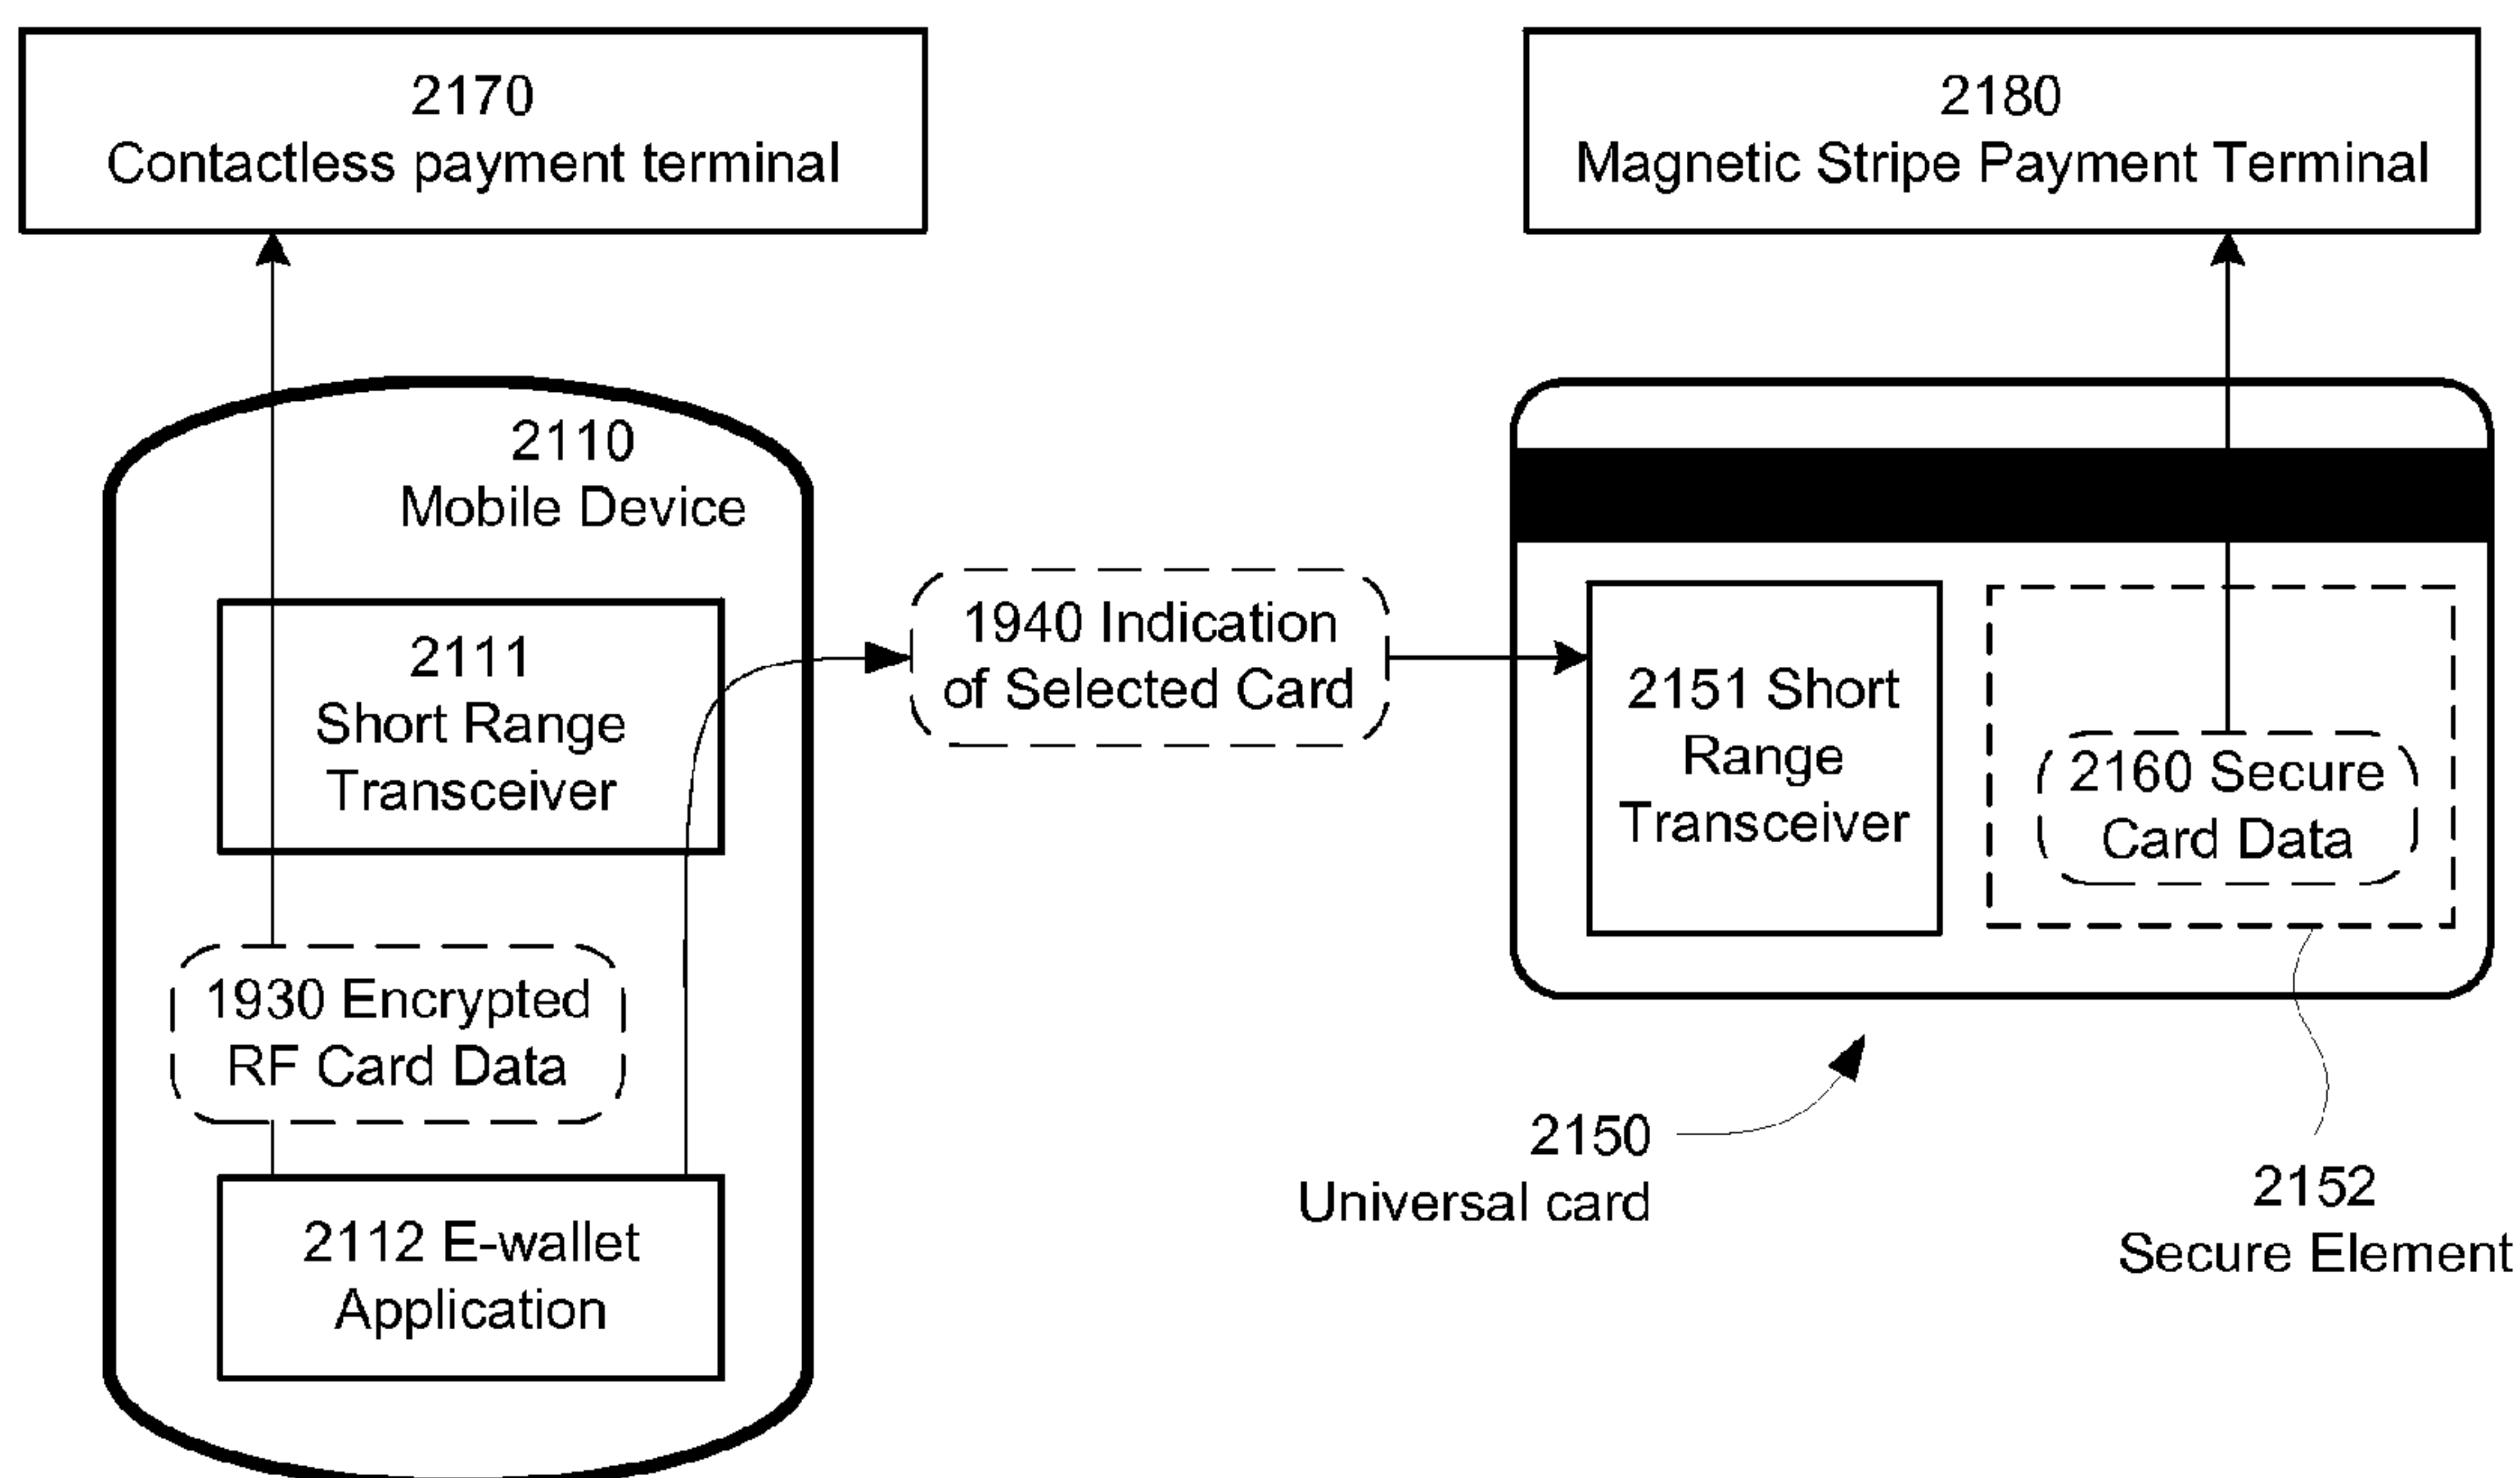 2170
Contactless payment terminal
2180
Magnetic Stripe Payment Terminal
2110
Mobile Device
2111
Short Range
Transceiver
1940 Indication
of Selected Card
2151 Short
Range
Transceiver
2160 Secure
Card Data
1930 Encrypted
RF Card Data
2112 E-wallet
Application
2150
Universal card
2152
Secure Element